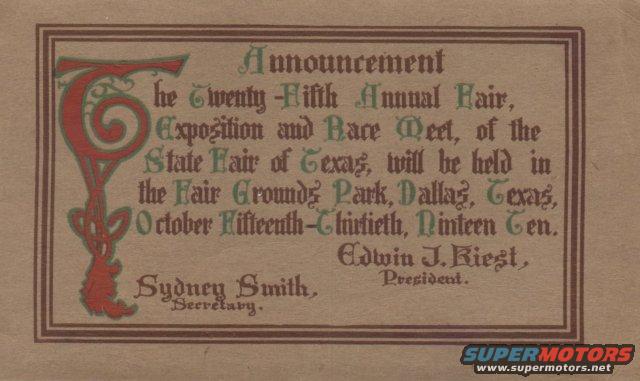 Announcement
The Twenty-Fifth Annual Fair,
Exposition and Race Meet, of the
State Fair of Texas, will be held in
the Fair Grounds Park, Dallas, Texas,
October Fifteenth-Thirtieth, Ninteen Ten.
Edwin J. Kiest,
President.
Sydney Smith,
Secretary.
SUPERMOTORS
www.supermotors.net